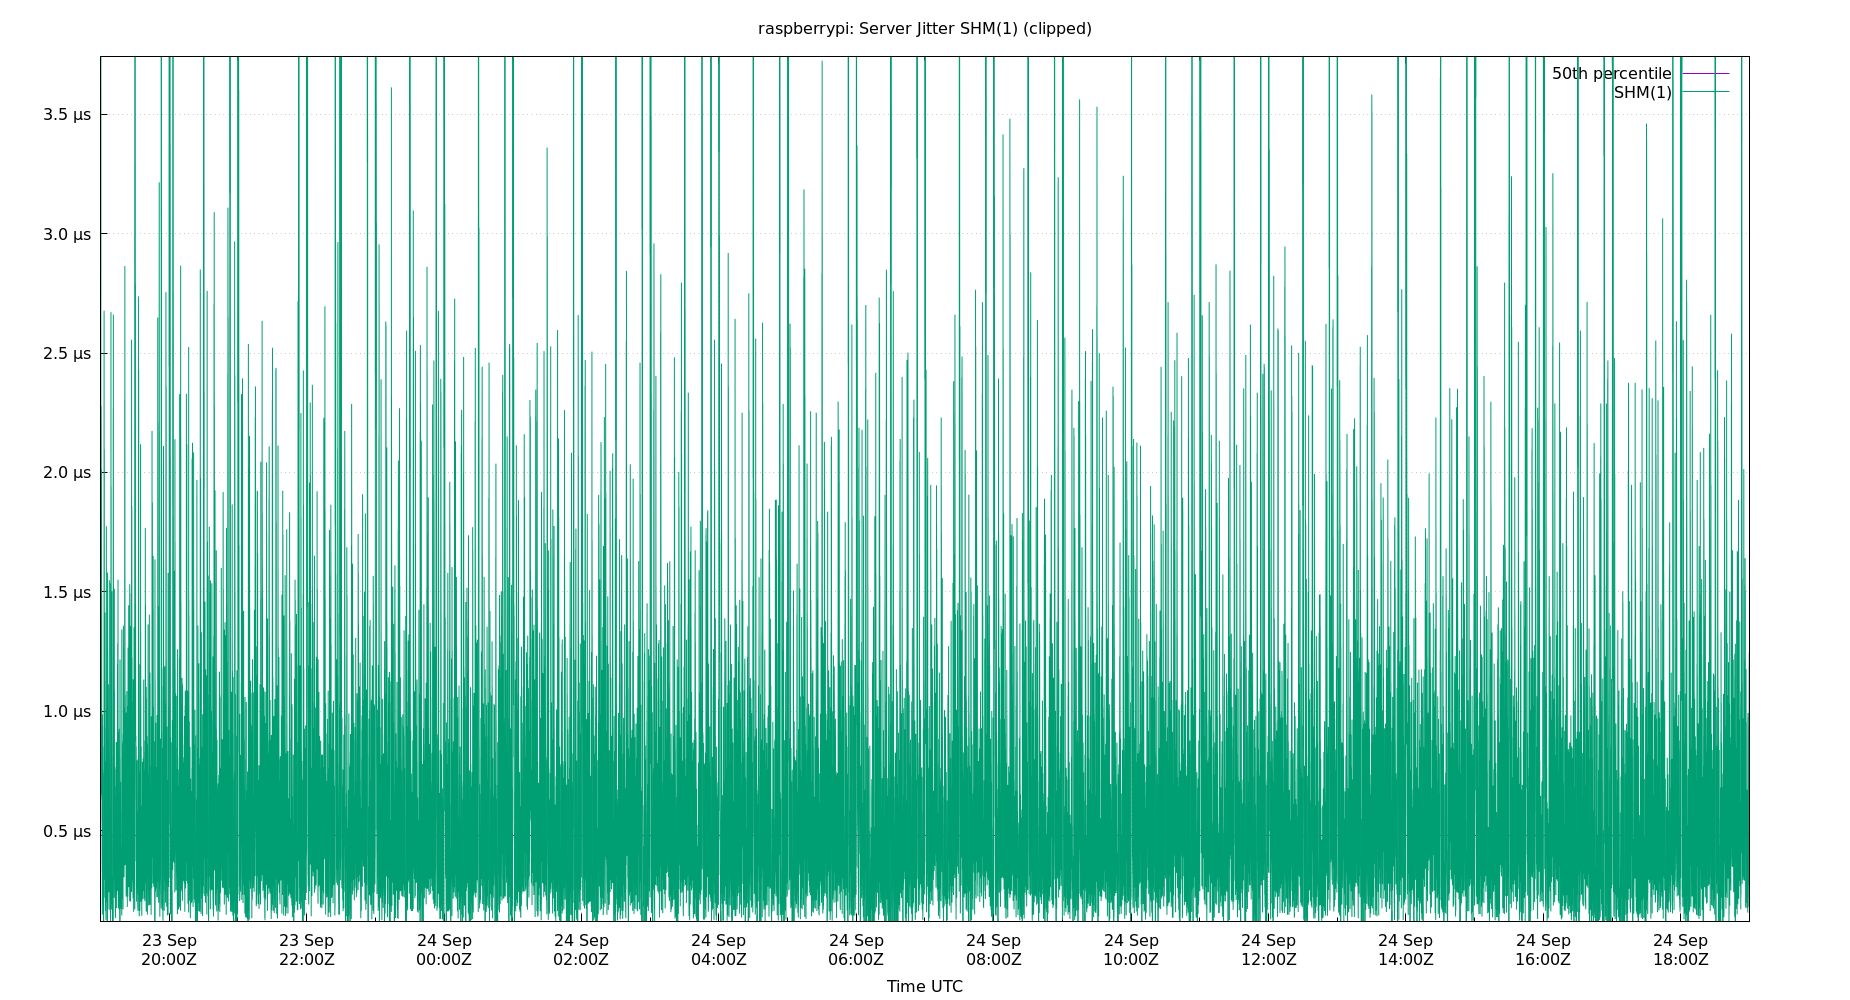 raspberrypi: Server Jitter SHM(1) (clipped)
50th percentile
SHM(1)
3.5 µs
3.0 µs
2.5 µs
2.0 µs
1.5 µs
1.0 µs
0.5 µs
23 Sep 23 Sep 24 Sep 24 Sep 24 Sep 24 Sep 24 Sep 24 Sep 24 Sep 24 Sep 24 Sep 24 Sep
20:00Z 22:00Z 00:00Z 02:00Z 04:00Z 06:00Z 08:00Z 10:00Z 12:00Z 14:00Z 16:00Z 18:00Z
Time UTC